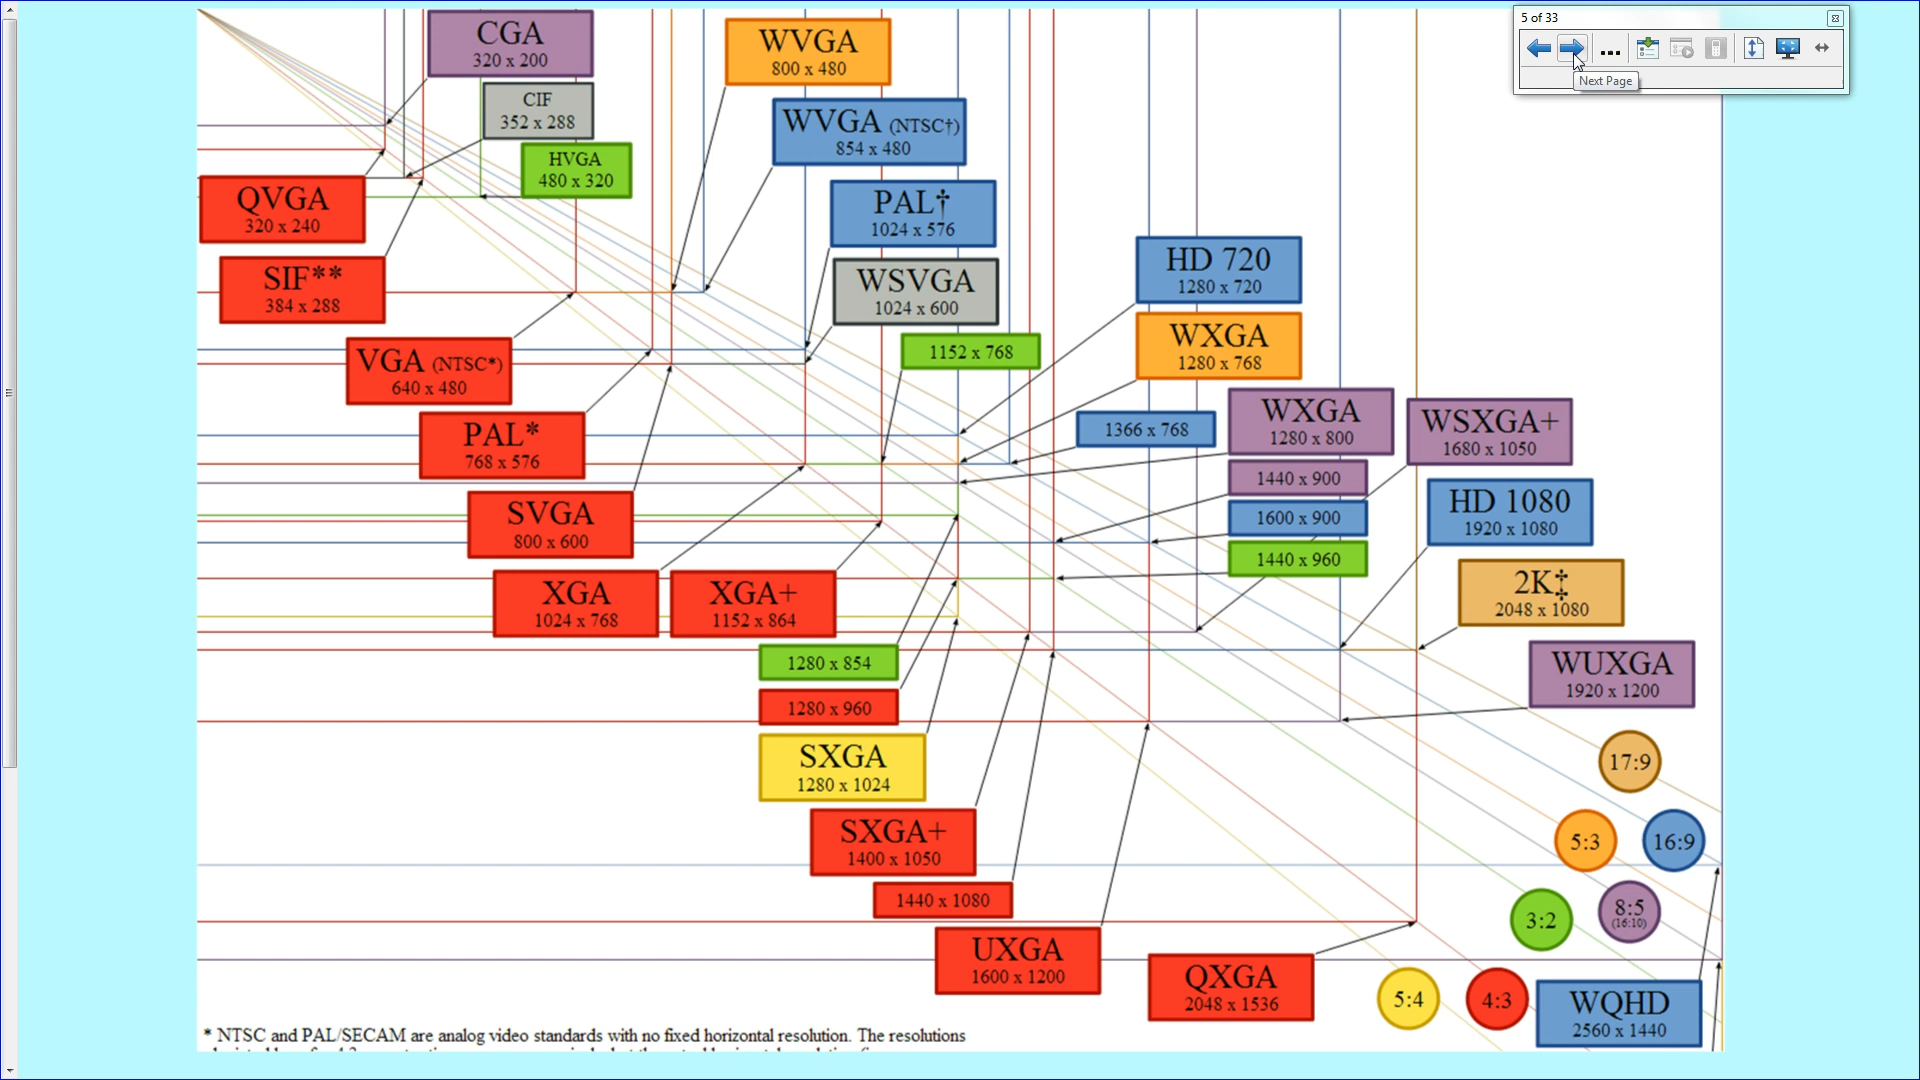 5 of 33
Next Page
CGA
320 x 200
CIF
352 x 288
HVGA
480 x 320
QVGA
320 x 240
SIF**
384 x 288
VGA (NTSC*)
640 x 480
PAL*
768 x 576
SVGA
800 x 600
XGA
1024 x 768
XGA+
1152 x 864
1280 x 854
1280 x 960
SXGA
1280 x 1024
SXGA+
1400 x 1050
1440 x 1080
UXGA
1600 x 1200
QXGA
2048 x 1536
WVGA
800 x 480
WVGA (NTSC†)
854 x 480
PAL†
1024 x 576
WSVGA
1024 x 600
1152 x 768
HD 720
1280 x 720
WXGA
1280 x 768
1366 x 768
WXGA
1280 x 800
1440 x 900
1600 x 900
1440 x 960
WSXGA+
1680 x 1050
HD 1080
1920 x 1080
2K‡
2048 x 1080
WUXGA
1920 x 1200
17:9
5:3
16:9
3:2
8:5
(16:10)
5:4
4:3
WQHD
2560 x 1440
* NTSC and PAL/SECAM are analog video standards with no fixed horizontal resolution. The resolutions